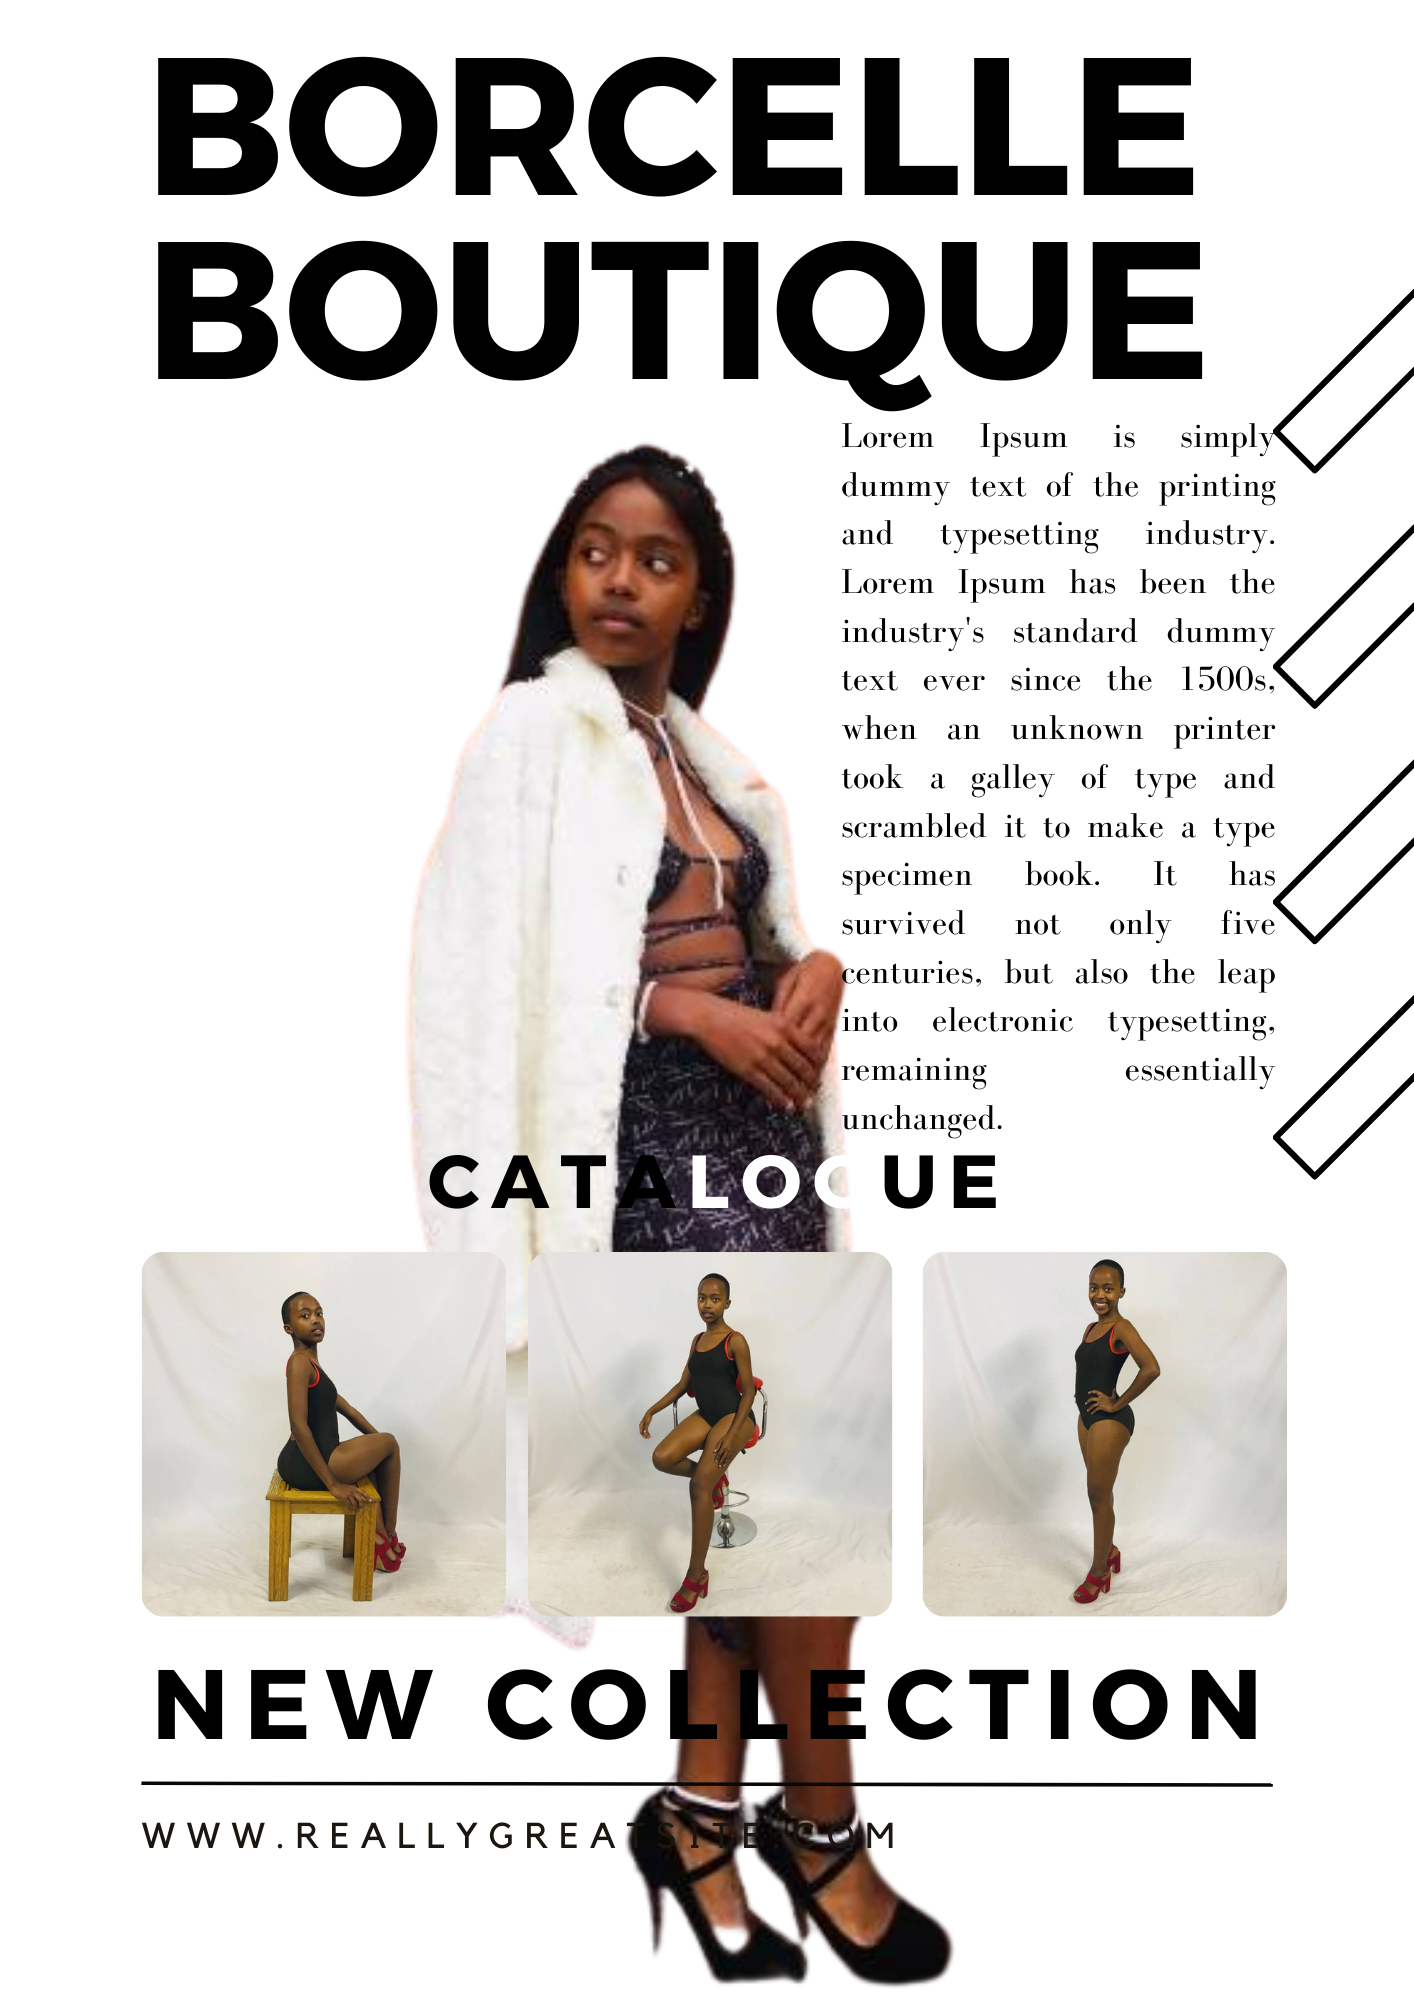 BORCELLE
BOUTIQUE
Lorem Ipsum is simply
dummy text of the printing
and typesetting industry.
Lorem Ipsum has been the
industry's standard dummy
text ever since the 1500s,
when an unknown printer
took a galley of type and
scrambled it to make a type
specimen book. It has
survived not only five
centuries, but also the leap
into electronic typesetting,
remaining essentially
unchanged.
CATALOGUE
NEW COLLECTION
WWW.REALLYGREATSITE.COM